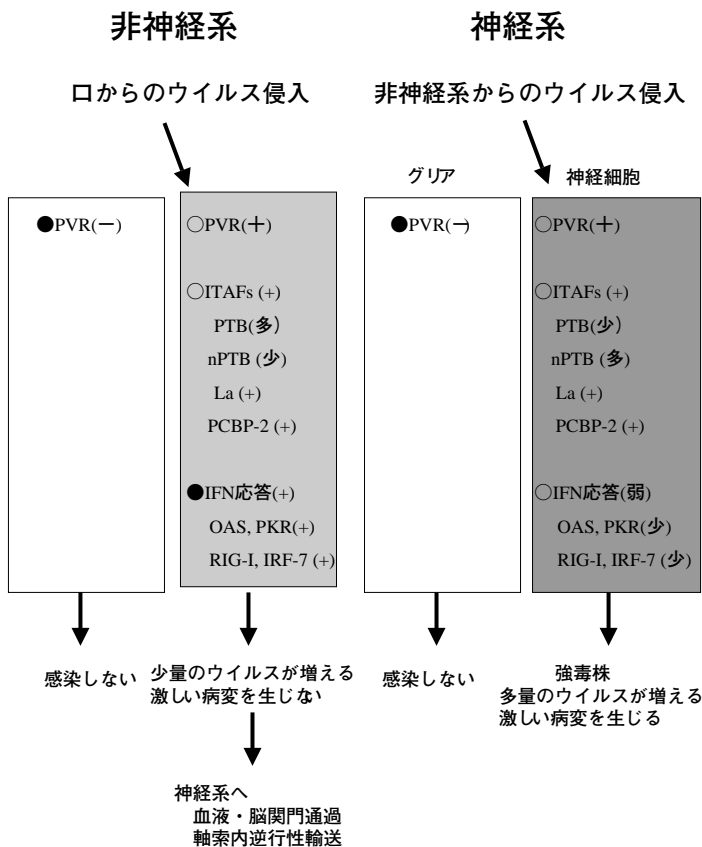 非神経系
口からのウイルス侵入
●PVR(ー)
○PVR(十)
○ITAFs (+)
PTB(多)
nPTB (少)
La (+)
PCBP-2 (+)
●IFN応答(+)
OAS, PKR(+)
RIG-I, IRF-7 (+)
感染しない
少量のウイルスが増える
激しい病変を生じない
神経系へ
血液・脳関門通過
軸索内逆行性輸送
神経系
非神経系からのウイルス侵入
グリア
神経細胞
●PVR(ー)
○PVR(十)
○ITAFs (+)
PTB(少)
nPTB (多)
La (+)
PCBP-2 (+)
○IFN応答(弱)
OAS, PKR(少)
RIG-I, IRF-7 (少)
感染しない
強毒株
多量のウイルスが増える
激しい病変を生じる